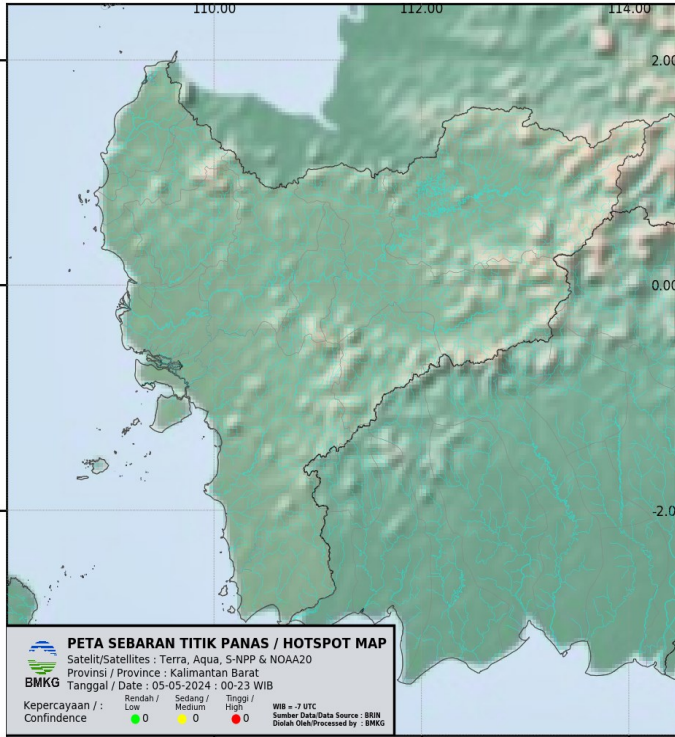 110.00 112.00 114.00
2.00
0.00
-2.0
PETA SEBARAN TITIK PANAS / HOTSPOT MAP
Satelit/Satellites : Terra, Aqua, S-NPP & NOAA20
Provinsi / Province : Kalimantan Barat
Tanggal / Date : 05-05-2024 : 00-23 WIB
BMKG
Kepercayaan / :
Confindence
Rendah /
Low
0
Sedang /
Medium
0
Tinggi /
High
0
WIB = -7 UTC
Sumber Data/Data Source : BRIN
Diolah Oleh/Processed by : BMKG